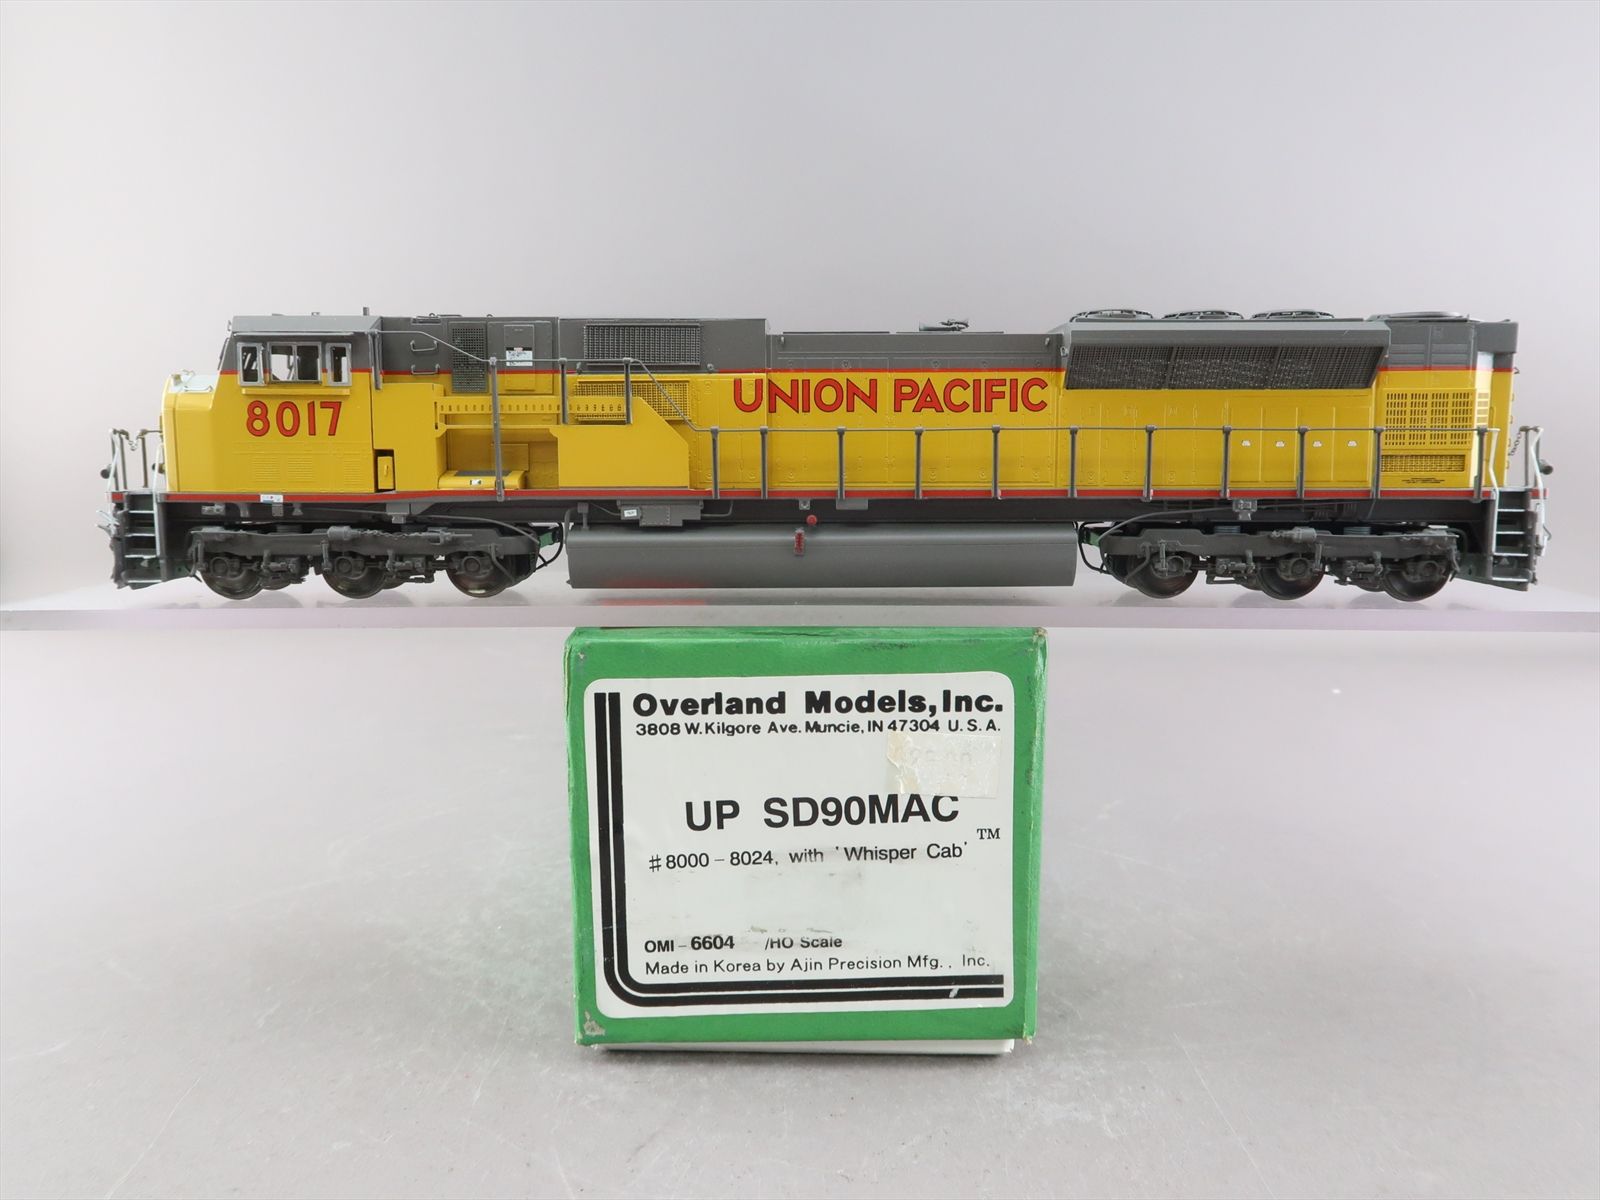 8017
UNION PACIFIC
Overland Models, Inc.
3808 W. Kilgore Ave. Muncie, IN 47304 U.S.A.
UP SD90MAC
TM
#8000-8024, with 'Whisper Cab'
OMI-6604 /HO Scale
Made in Korea by Ajin Precision Mfg., Inc.